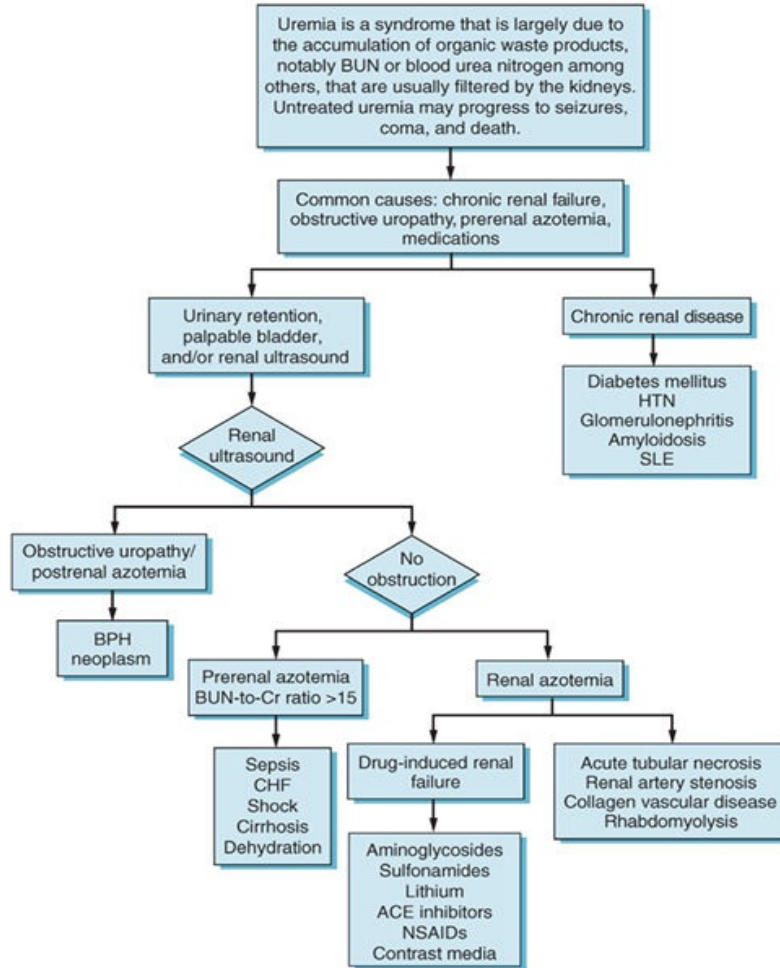 Uremia is a syndrome that is largely due to
the accumulation of organic waste products,
notably BUN or blood urea nitrogen among
others, that are usually filtered by the kidneys.
Untreated uremia may progress to seizures,
coma, and death.
Common causes: chronic renal failure,
obstructive uropathy, prerenal azotemia,
medications
Urinary retention,
palpable bladder,
and/or renal ultrasound
Chronic renal disease
Diabetes mellitus
HTN
Glomerulonephritis
Amyloidosis
SLE
Renal
ultrasound
Obstructive uropathy/
postrenal azotemia
No
obstruction
BPH
neoplasm
Prerenal azotemia
BUN-to-Cr ratio >15
Renal azotemia
Sepsis
CHF
Shock
Cirrhosis
Dehydration
Drug-induced renal
failure
Acute tubular necrosis
Renal artery stenosis
Collagen vascular disease
Rhabdomyolysis
Aminoglycosides
Sulfonamides
Lithium
ACE inhibitors
NSAIDs
Contrast media